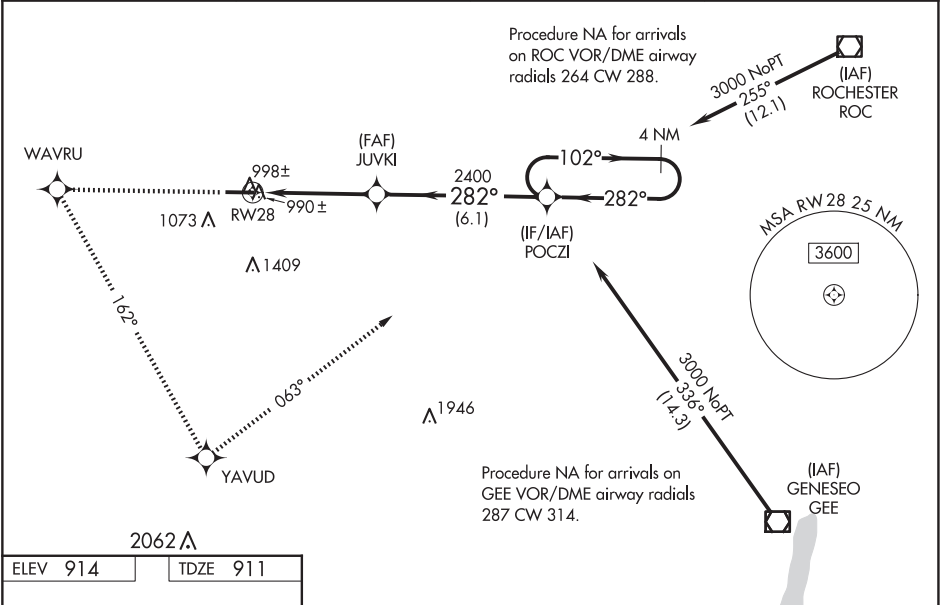 Procedure NA for arrivals
on ROC VOR/DME airway
radials 264 CW 288.
(IAF)
ROCHESTER
ROC
3000 NoPT
255°
(12.1)
4 NM
102°
282°
WAVRU
(FAF)
JUVKI
998±
990±
RW28
1073
1409
2400
282°
(6.1)
(IF/IAF)
POCZI
MSA RW 28 25 NM
3600
162°
063°
YAVUD
1946
3000 NoPT
336°
(14.3)
Procedure NA for arrivals on
GEE VOR/DME airway radials
287 CW 314.
(IAF)
GENESEO
GEE
2062
ELEV 914
TDZE 911